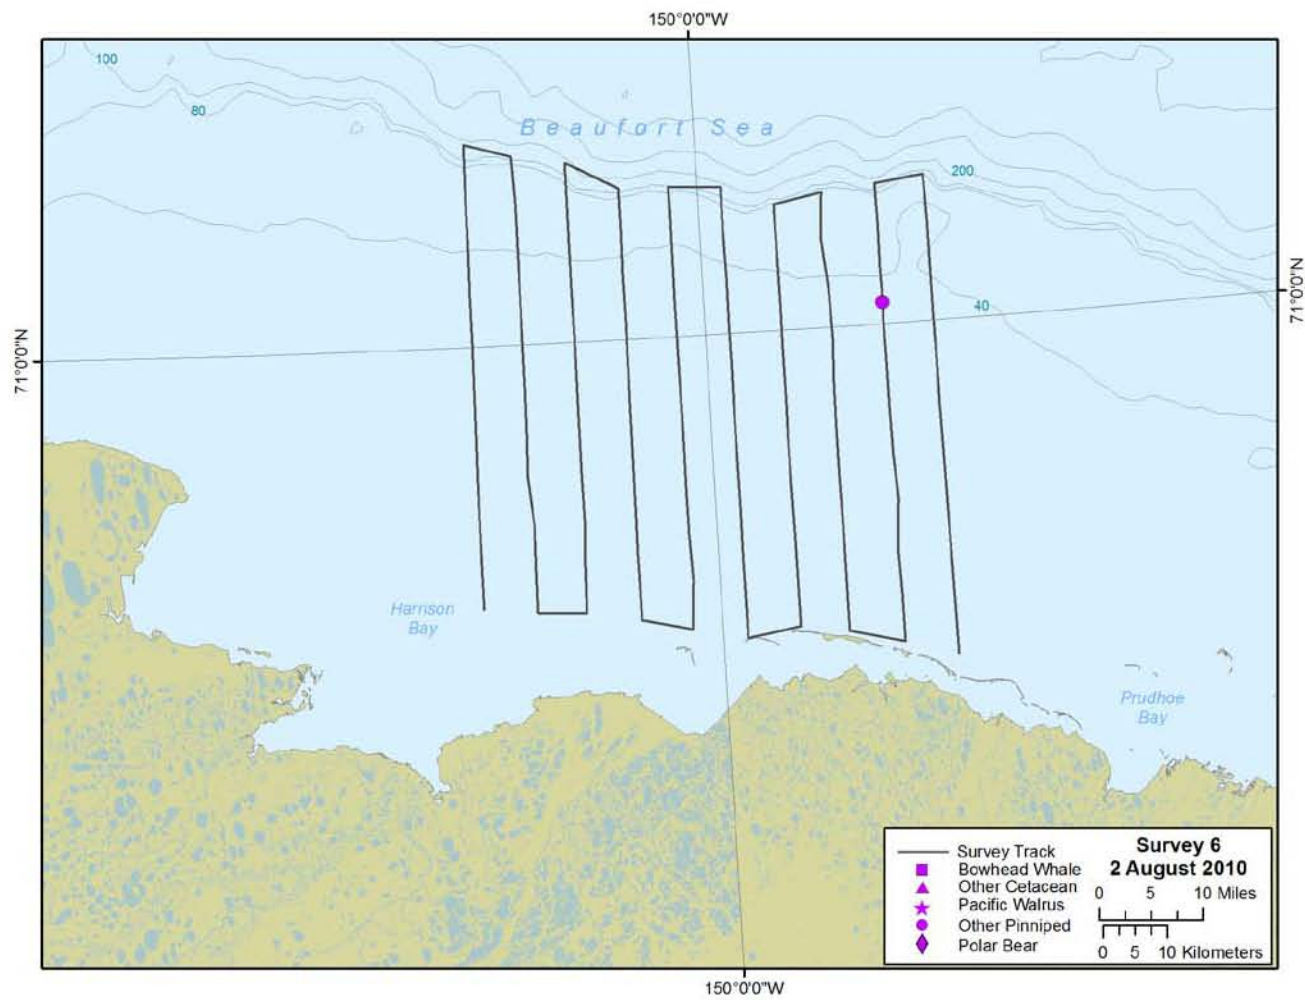 150°0'0"W
100
80
Beaufort Sea
200
71°0'0"N
40
71°0'0"N
Harrison
Bay
Prudhoe
Bay
Survey Track
Bowhead Whale
Other Cetacean
Pacific Walrus
Other Pinniped
Polar Bear
Survey 6
2 August 2010
0 5 10 Miles
0 5 10 Kilometers
150°0'0"W